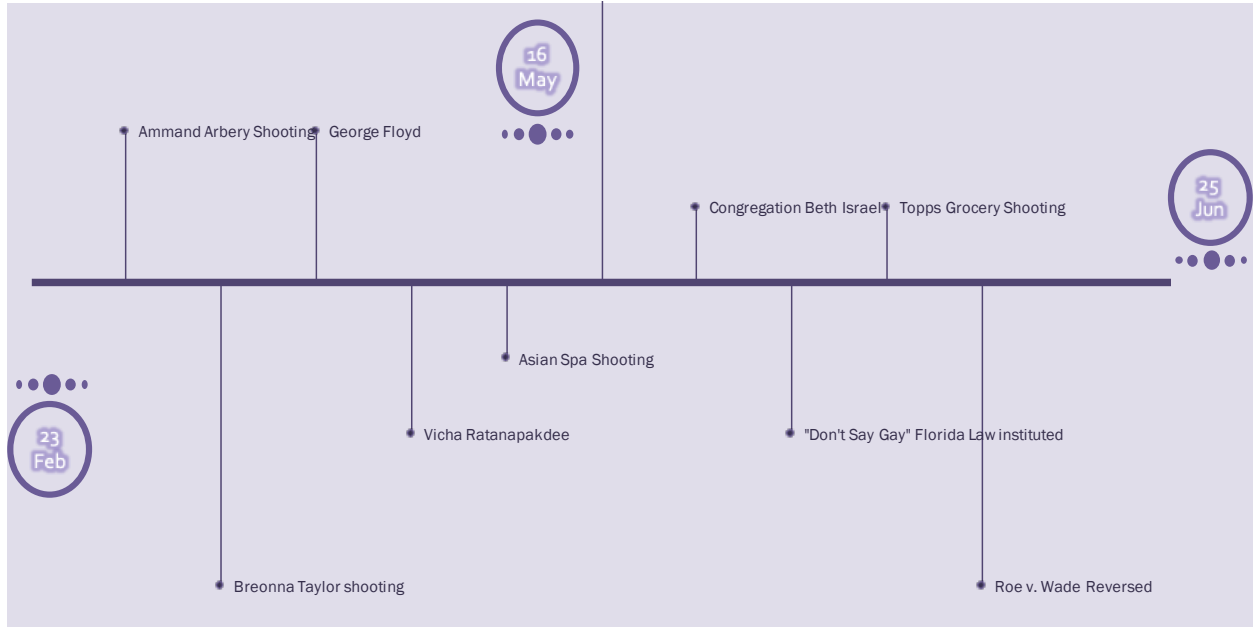 16
May
Ammand Arbery Shooting
George Floyd
25
Jun
Congregation Beth Israel
Topps Grocery Shooting
Asian Spa Shooting
23
Feb
Vicha Ratanapakdee
"Don't Say Gay" Florida Law instituted
Breonna Taylor shooting
Roe v. Wade Reversed